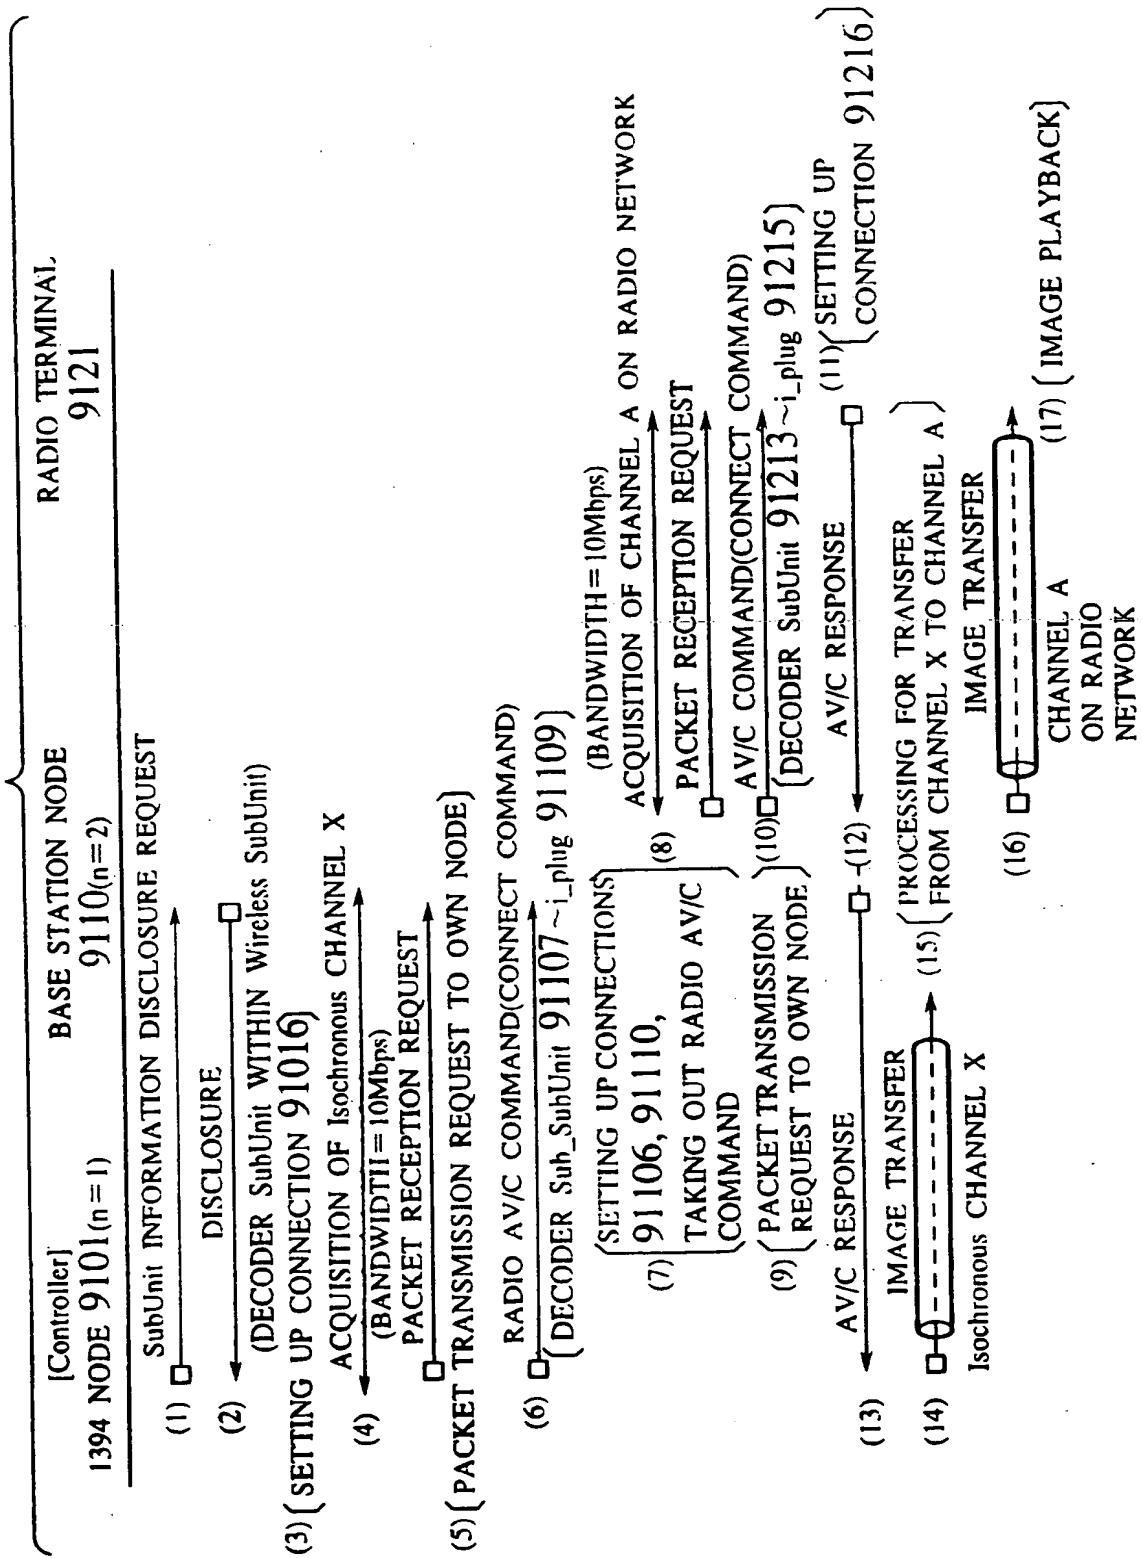 [Controller]
1394 NODE 9101(n=1)
BASE STATION NODE
9110(n=2)
RADIO TERMINAL
9121
SubUnit INFORMATION DISCLOSURE REQUEST
(1)
DISCLOSURE
(2)
(DECODER SubUnit WITHIN Wireless SubUnit)
(3) [SETTING UP CONNECTION 91016]
ACQUISITION OF Isochronous CHANNEL X
(4)
(BANDWIDTH=10Mbps)
PACKET RECEPTION REQUEST
(5) [PACKET TRANSMISSION REQUEST TO OWN NODE]
RADIO AV/C COMMAND(CONNECT COMMAND)
(6)
[DECODER Sub_SubUnit 91107~i_plug 91109]
(7)
SETTING UP CONNECTIONS
91106, 91110,
TAKING OUT RADIO AV/C
COMMAND
(BANDWIDTH=10Mbps)
ACQUISITION OF CHANNEL A ON RADIO NETWORK
(8)
PACKET RECEPTION REQUEST
(9)
PACKET TRANSMISSION
REQUEST TO OWN NODE
AV/C COMMAND(CONNECT COMMAND)
(10)
[DECODER SubUnit 91213~i_plug 91215]
(11)
SETTING UP
CONNECTION 91216
AV/C RESPONSE
(12)
AV/C RESPONSE
(13)
IMAGE TRANSFER
(14)
Isochronous CHANNEL X
(15)
PROCESSING FOR TRANSFER
FROM CHANNEL X TO CHANNEL A
IMAGE TRANSFER
(16)
CHANNEL A
ON RADIO
NETWORK
(17) [IMAGE PLAYBACK]